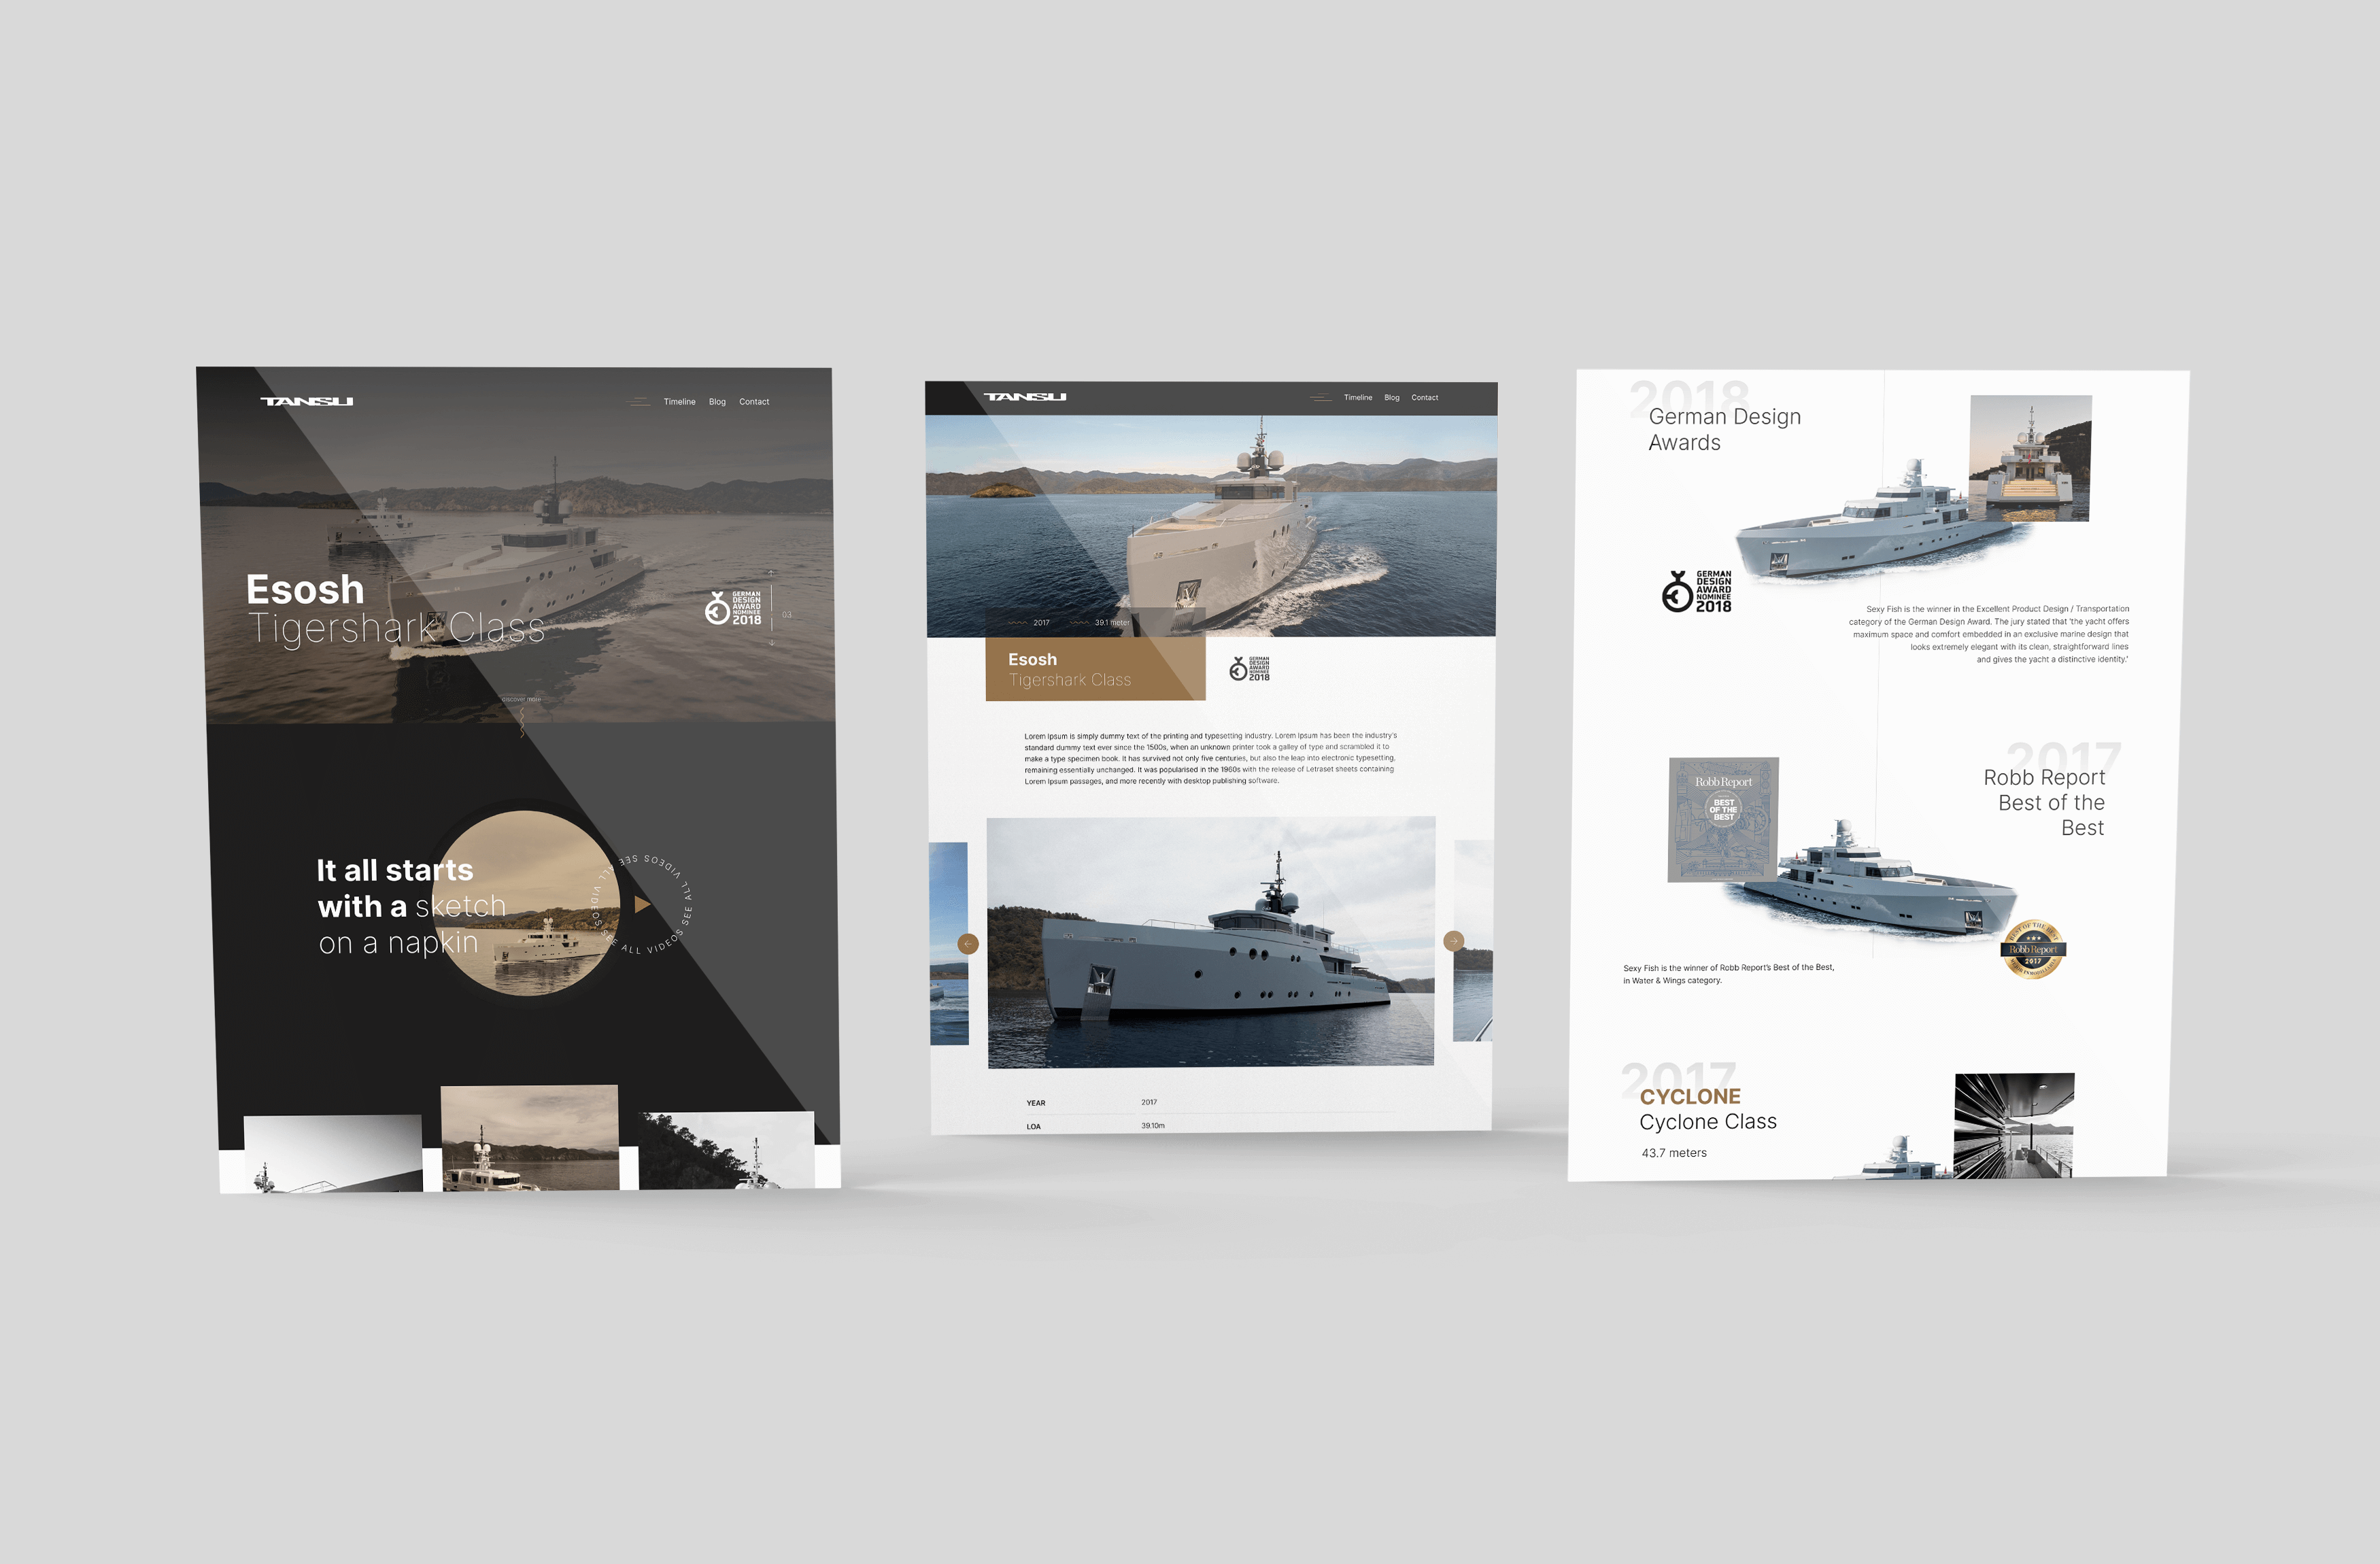 TANSU
Timeline Blog Contact
Esosh
Tigershark Class
GERMAN
DESIGN
AWARD
NOMINEE
2018
03
discover more
It all starts
with a sketch
on a napkin
SEE ALL VIDEOS SEE ALL VIDEOS SEE ALL VIDEOS
TANSU
Timeline Blog Contact
2017 39.1 meter
Esosh
Tigershark Class
GERMAN
DESIGN
AWARD
NOMINEE
2018
Lorem Ipsum is simply dummy text of the printing and typesetting industry. Lorem Ipsum has been the industry's
standard dummy text ever since the 1500s, when an unknown printer took a galley of type and scrambled it to
make a type specimen book. It has survived not only five centuries, but also the leap into electronic typesetting,
remaining essentially unchanged. It was popularised in the 1960s with the release of Letraset sheets containing
Lorem Ipsum passages, and more recently with desktop publishing software.
YEAR 2017
LOA 39.10m
2018
German Design
Awards
GERMAN
DESIGN
AWARD
NOMINEE
2018
Sexy Fish is the winner in the Excellent Product Design / Transportation
category of the German Design Award. The jury stated that 'the yacht offers
maximum space and comfort embedded in an exclusive marine design that
looks extremely elegant with its clean, straightforward lines
and gives the yacht a distinctive identity.'
2017
Robb Report
Best of the
Best
Robb Report
BEST
OF THE
BEST
BEST OF THE BEST
Robb Report
2017
Sexy Fish is the winner of Robb Report's Best of the Best,
in Water & Wings category.
2017
CYCLONE
Cyclone Class
43.7 meters